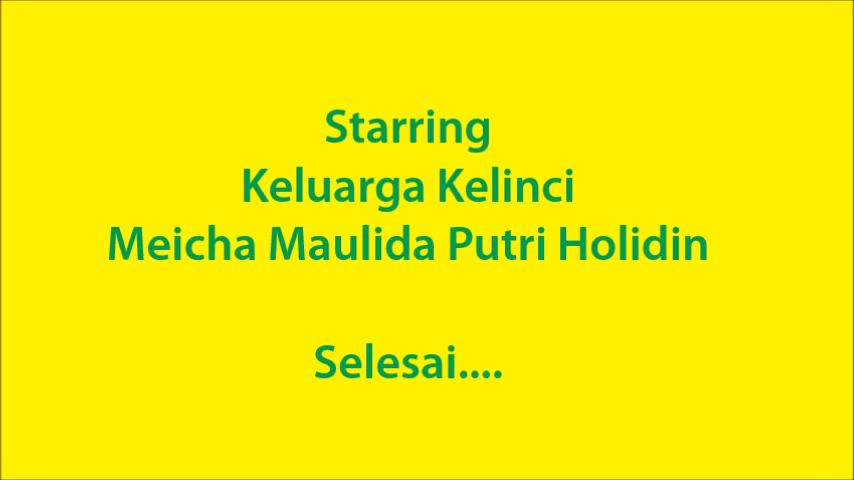 Starring
Keluarga Kelinci
Meicha Maulida Putri Holidin
Selesai....